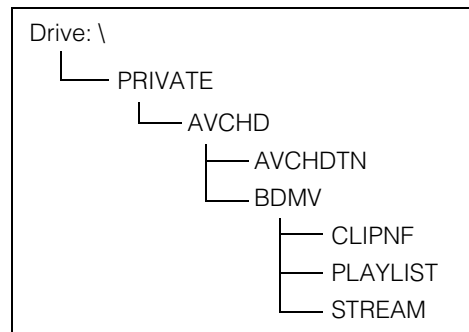 Drive: \
PRIVATE
AVCHD
AVCHDTN
BDMV
CLIPNF
PLAYLIST
STREAM